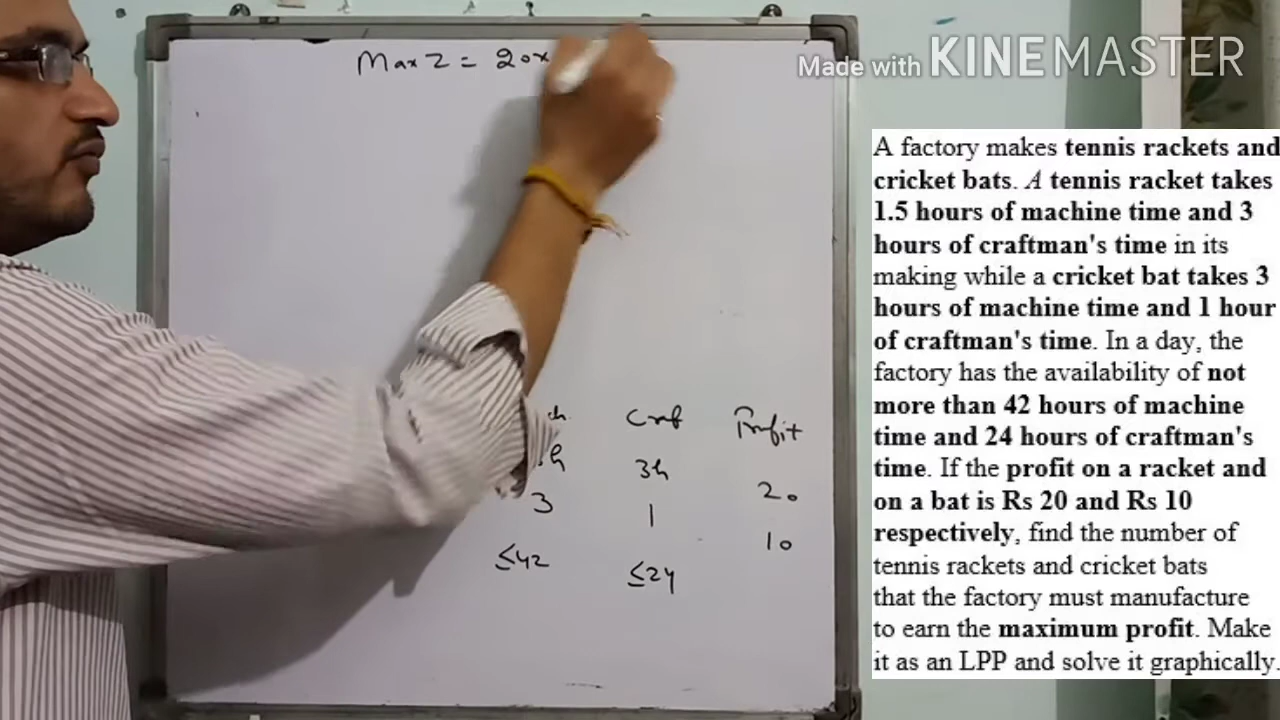 Made with KINEMASTER
Max Z = 20x
A factory makes tennis rackets and
cricket bats. A tennis racket takes
1.5 hours of machine time and 3
hours of craftman's time in its
making while a cricket bat takes 3
hours of machine time and 1 hour
of craftman's time. In a day, the
factory has the availability of not
more than 42 hours of machine
time and 24 hours of craftman's
time. If the profit on a racket and
on a bat is Rs 20 and Rs 10
respectively, find the number of
tennis rackets and cricket bats
that the factory must manufacture
to earn the maximum profit. Make
it as an LPP and solve it graphically.
Craf Profit
h 3h 20
3 1 10
≤42 ≤24